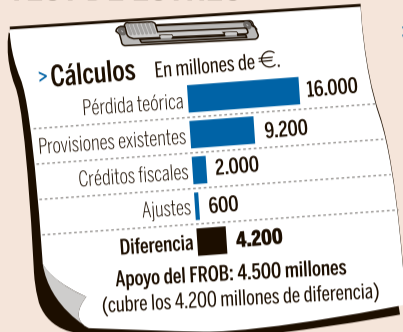 > Cálculos En millones de €.
Pérdida teórica 16.000
Provisiones existentes 9.200
Créditos fiscales 2.000
Ajustes 600
Diferencia 4.200
Apoyo del FROB: 4.500 millones
(cubre los 4.200 millones de diferencia)